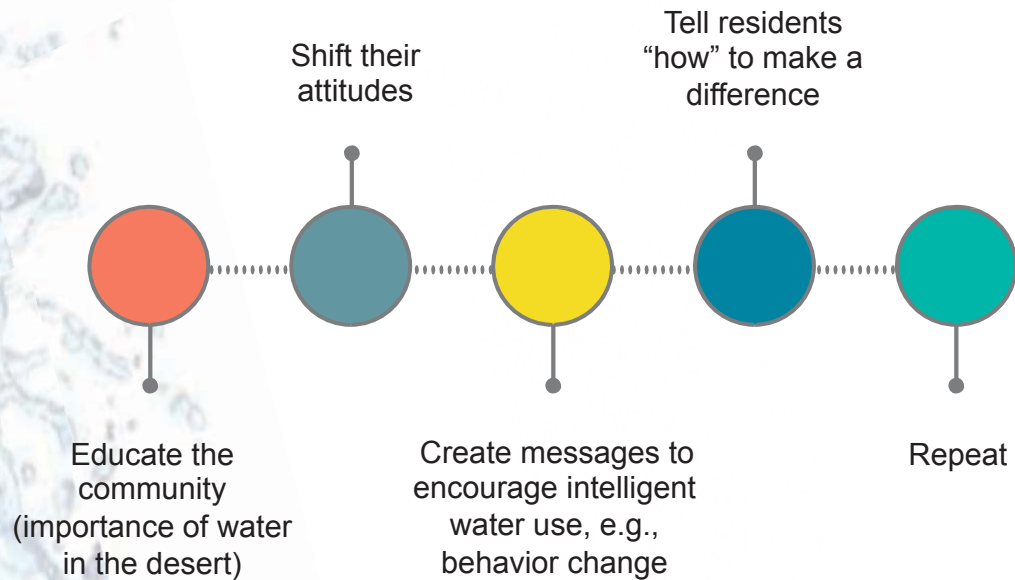 Educate the
community
(importance of water
in the desert)
Shift their
attitudes
Create messages to
encourage intelligent
water use, e.g.,
behavior change
Tell residents
“how” to make a
difference
Repeat